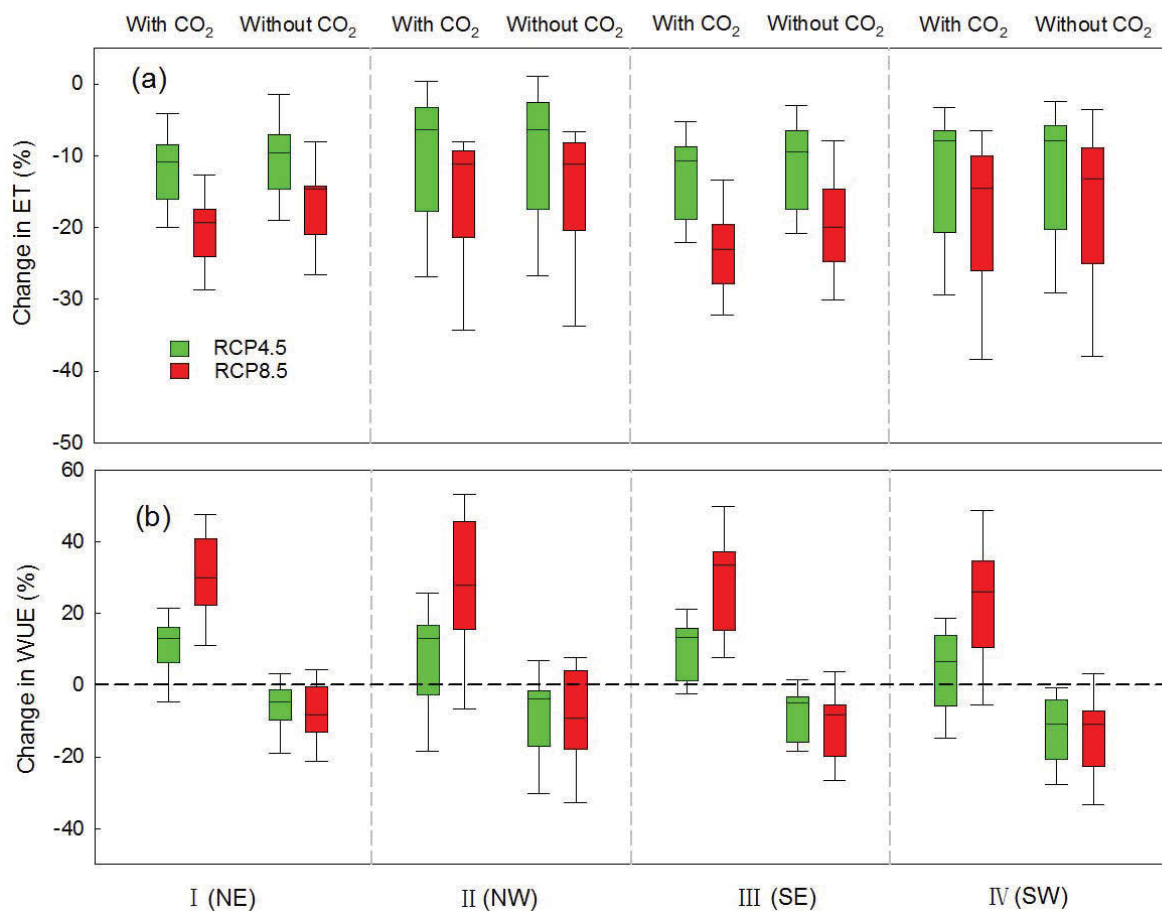 With CO₂ Without CO₂ With CO₂ Without CO₂ With CO₂ Without CO₂ With CO₂ Without CO₂
(a)
Change in ET (%)
0
-10
-20
-30
-40
-50
RCP4.5
RCP8.5
(b)
Change in WUE (%)
60
40
20
0
-20
-40
Ⅰ (NE) Ⅱ (NW) Ⅲ (SE) Ⅳ (SW)